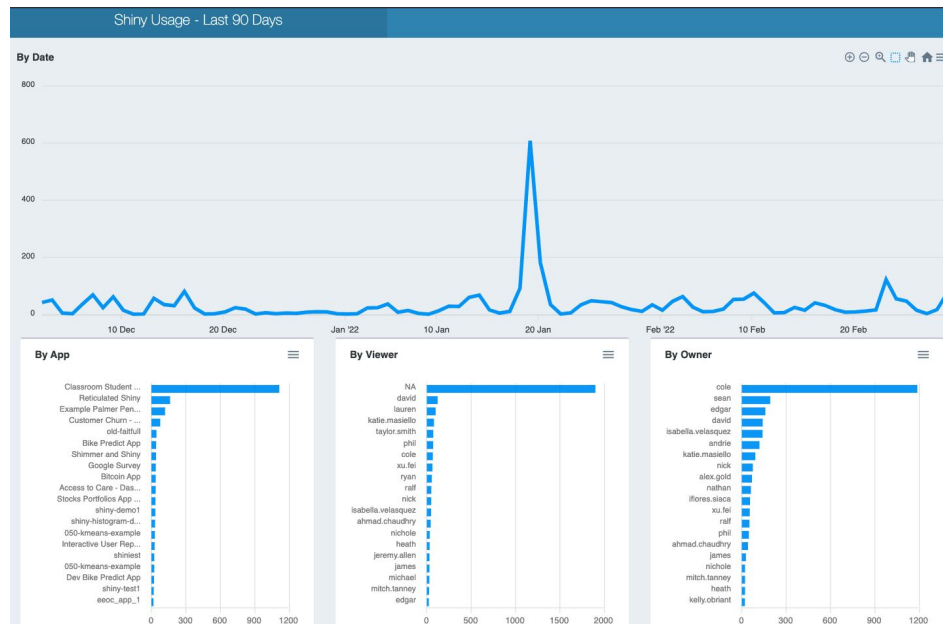 Shiny Usage - Last 90 Days
By Date
800
600
400
200
0
10 Dec 20 Dec Jan '22 10 Jan 20 Jan Feb '22 10 Feb 20 Feb
By App
Classroom Student ...
Reticulated Shiny
Example Palmer Pen...
Customer Churn - ...
old-faitfull
Bike Predict App
Shimmer and Shiny
Google Survey
Bitcoin App
Access to Care - Das...
Stocks Portfolios App ...
shiny-demo1
shiny-histogram-d...
050-kmeans-example
Interactive User Rep...
shiniest
050-kmeans-example
Dev Bike Predict App
shiny-test1
eeoc_app_1
0 300 600 900 1200
By Viewer
NA
david
lauren
katie.masiello
taylor.smith
phil
cole
xu.fei
ryan
ralf
nick
isabella.velasquez
ahmad.chaudhry
nichole
heath
jeremy.allen
james
michael
mitch.tanney
edgar
0 500 1000 1500 2000
By Owner
cole
sean
edgar
david
isabella.velasquez
andrie
katie.masiello
nick
alex.gold
nathan
iflores.siaca
xu.fei
ralf
phil
ahmad.chaudhry
james
nichole
mitch.tanney
heath
kelly.obriant
0 300 600 900 1200